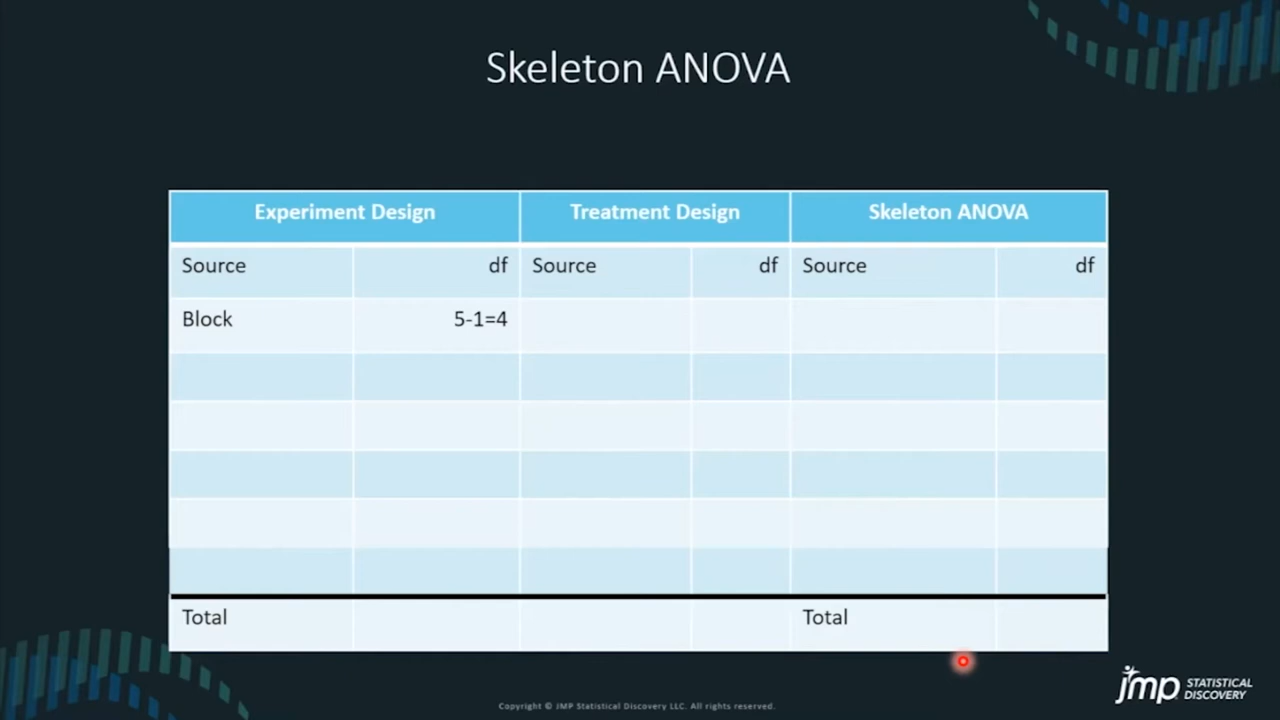 Skeleton ANOVA
Experiment Design Treatment Design Skeleton ANOVA
Source df Source df Source df
Block 5-1=4
Total Total
Copyright © JMP Statistical Discovery LLC. All rights reserved.
jmp STATISTICAL DISCOVERY